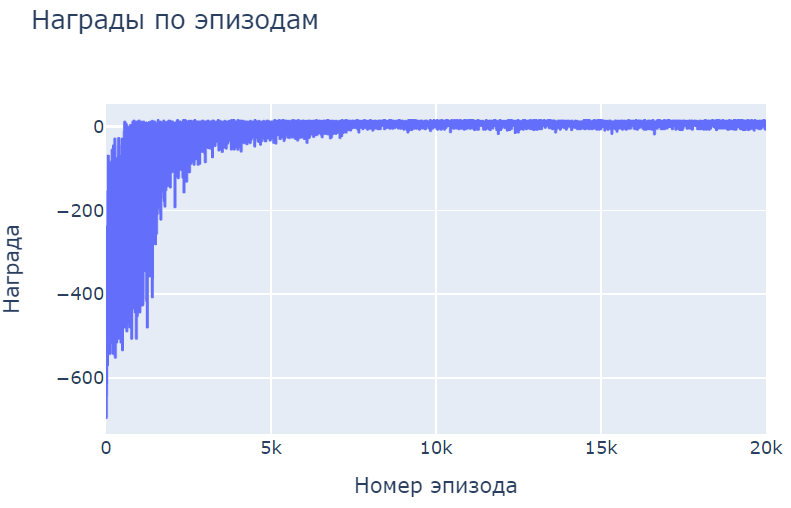 Награды по эпизодам
0
−200
−400
−600
Награда
0
5k
10k
15k
20k
Номер эпизода